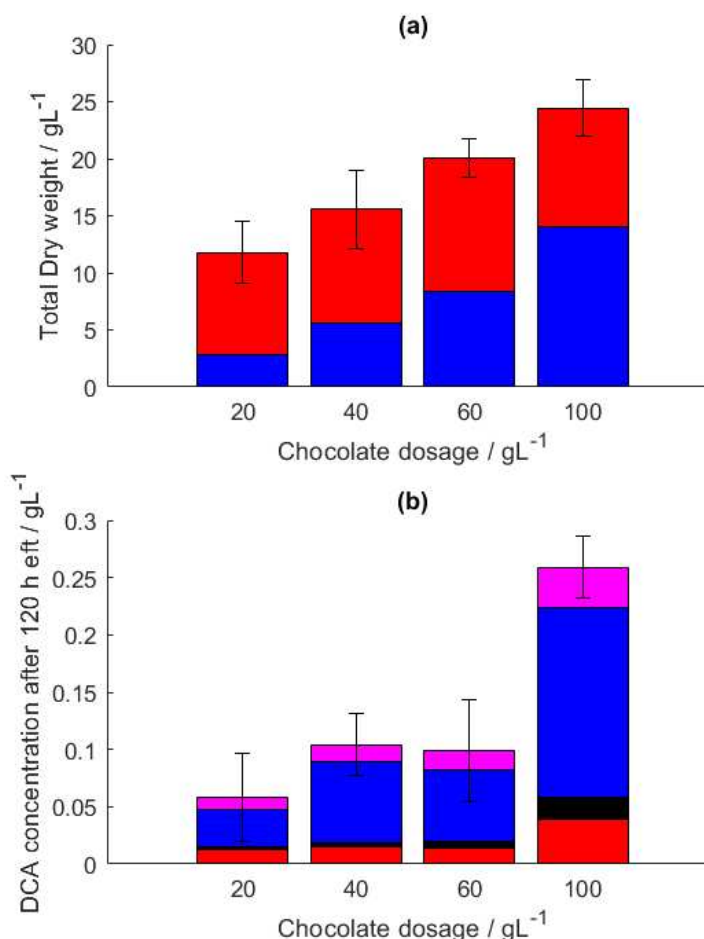 (a)
Total Dry weight / gL-1
30
25
20
15
10
5
0
20 40 60 100
Chocolate dosage / gL-1
(b)
DCA concentration after 120 h eft / gL-1
0.3
0.25
0.2
0.15
0.1
0.05
0
20 40 60 100
Chocolate dosage / gL-1